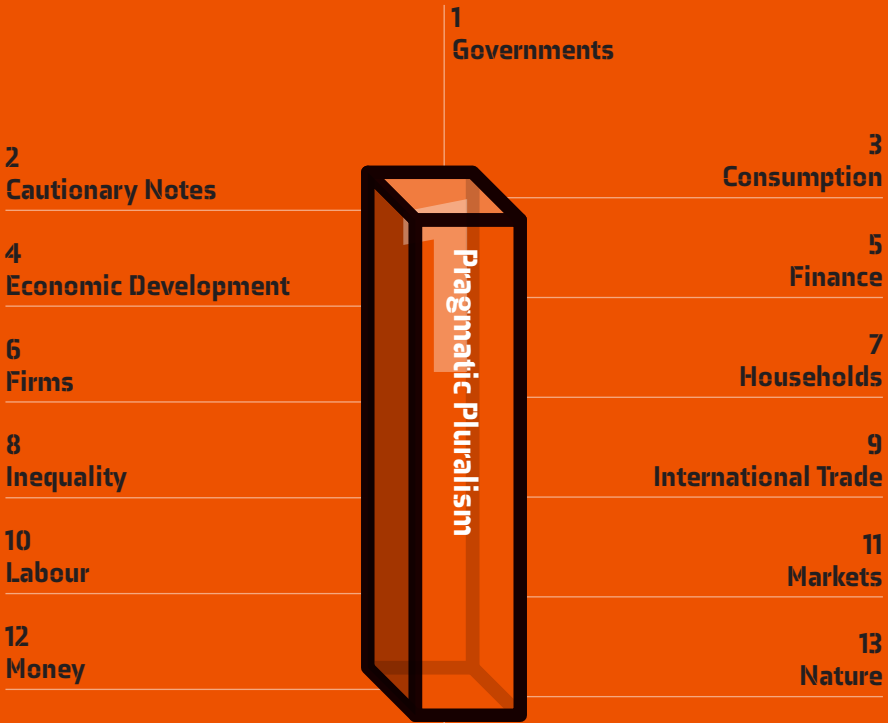 1
Governments
2
Cautionary Notes
3
Consumption
4
Economic Development
5
Finance
6
Firms
7
Households
8
Inequality
9
International Trade
10
Labour
11
Markets
12
Money
13
Nature
1
Pragmatic Pluralism